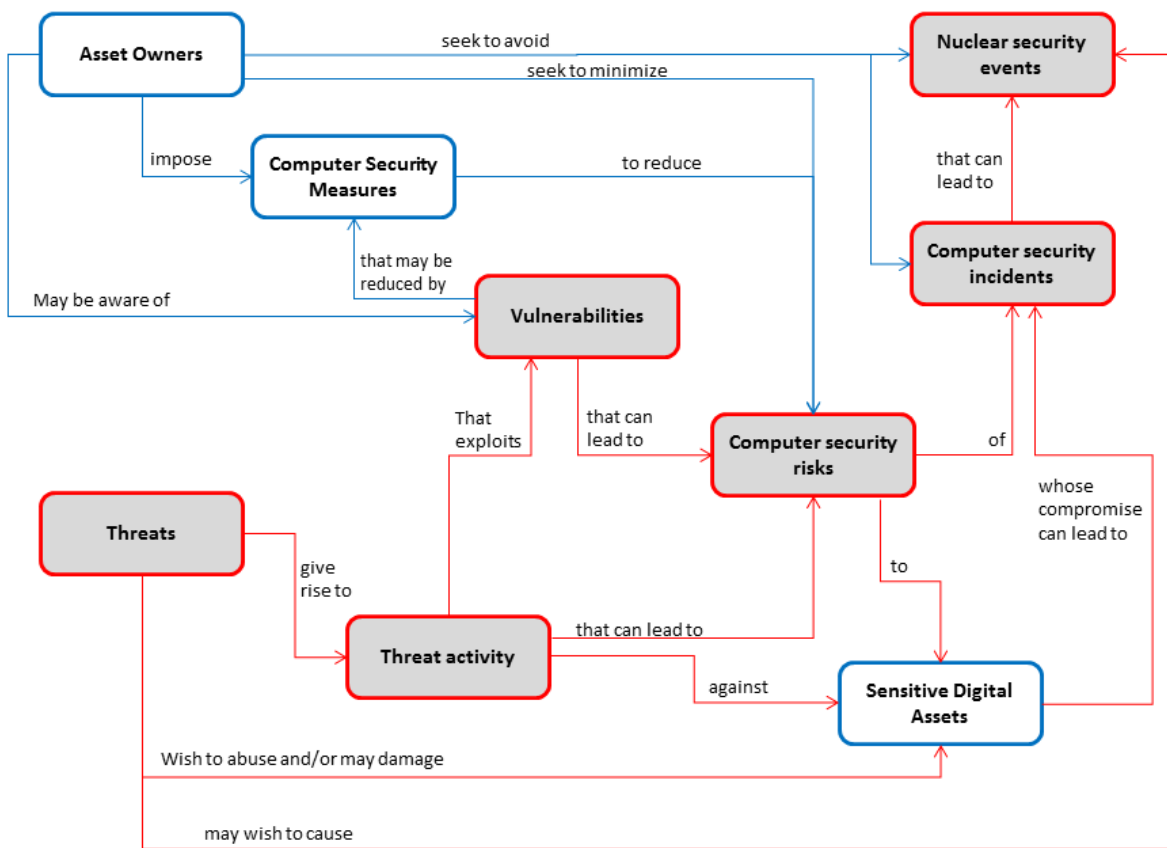 Asset Owners
seek to avoid
Nuclear security
events
seek to minimize
impose
Computer Security
Measures
to reduce
that can
lead to
that may be
reduced by
Computer security
incidents
May be aware of
Vulnerabilities
That
exploits
that can
lead to
Computer security
risks
of
whose
compromise
can lead to
Threats
give
rise to
to
that can lead to
Threat activity
against
Sensitive Digital
Assets
Wish to abuse and/or may damage
may wish to cause